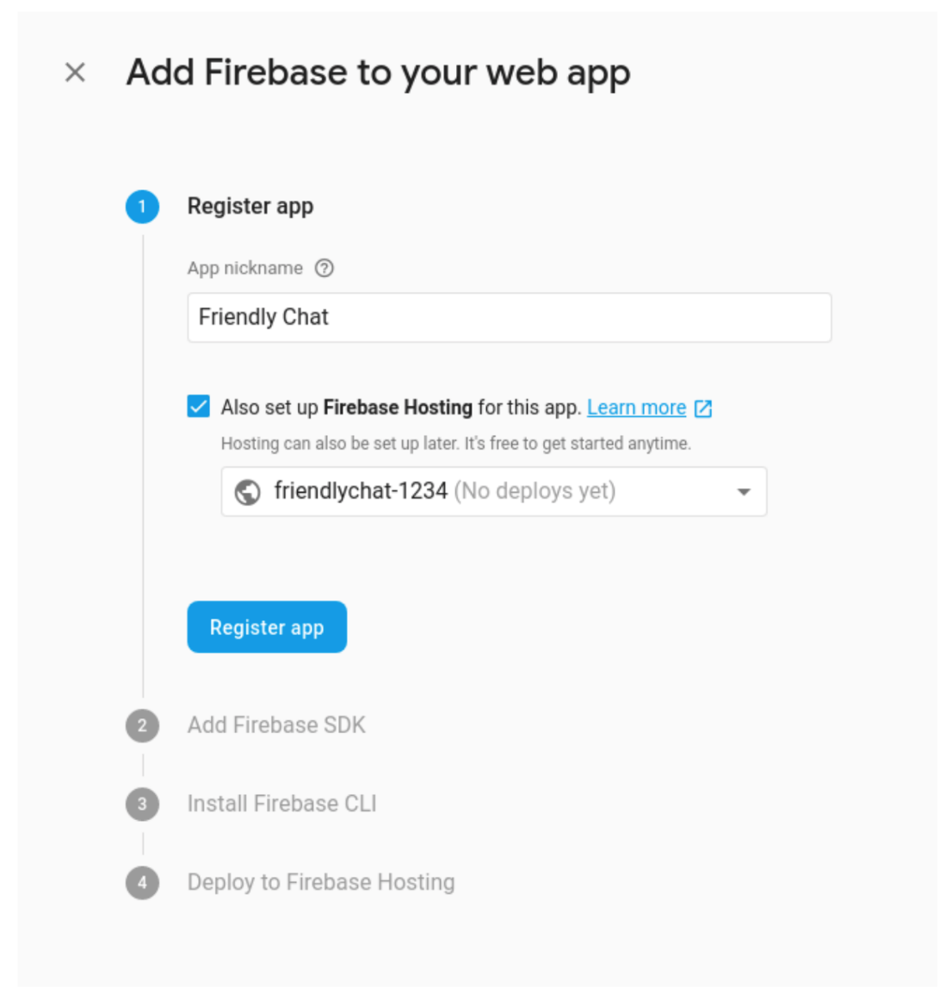 Add Firebase to your web app
1 Register app
App nickname ?
Friendly Chat
Also set up Firebase Hosting for this app. Learn more
Hosting can also be set up later. It's free to get started anytime.
friendlychat-1234 (No deploys yet)
Register app
2 Add Firebase SDK
3 Install Firebase CLI
4 Deploy to Firebase Hosting